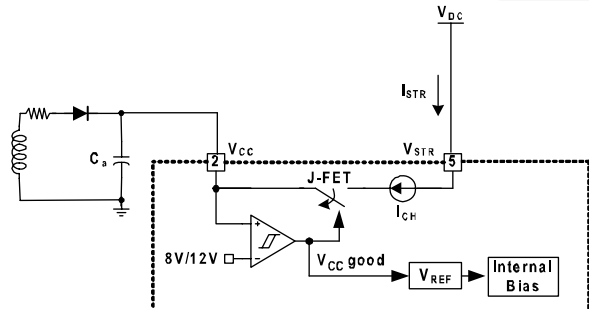 V_DC
I_STR
C_a
2
V_CC
V_STR
5
J-FET
I_CH
+
8V/12V
−
V_CC good
V_REF
Internal
Bias